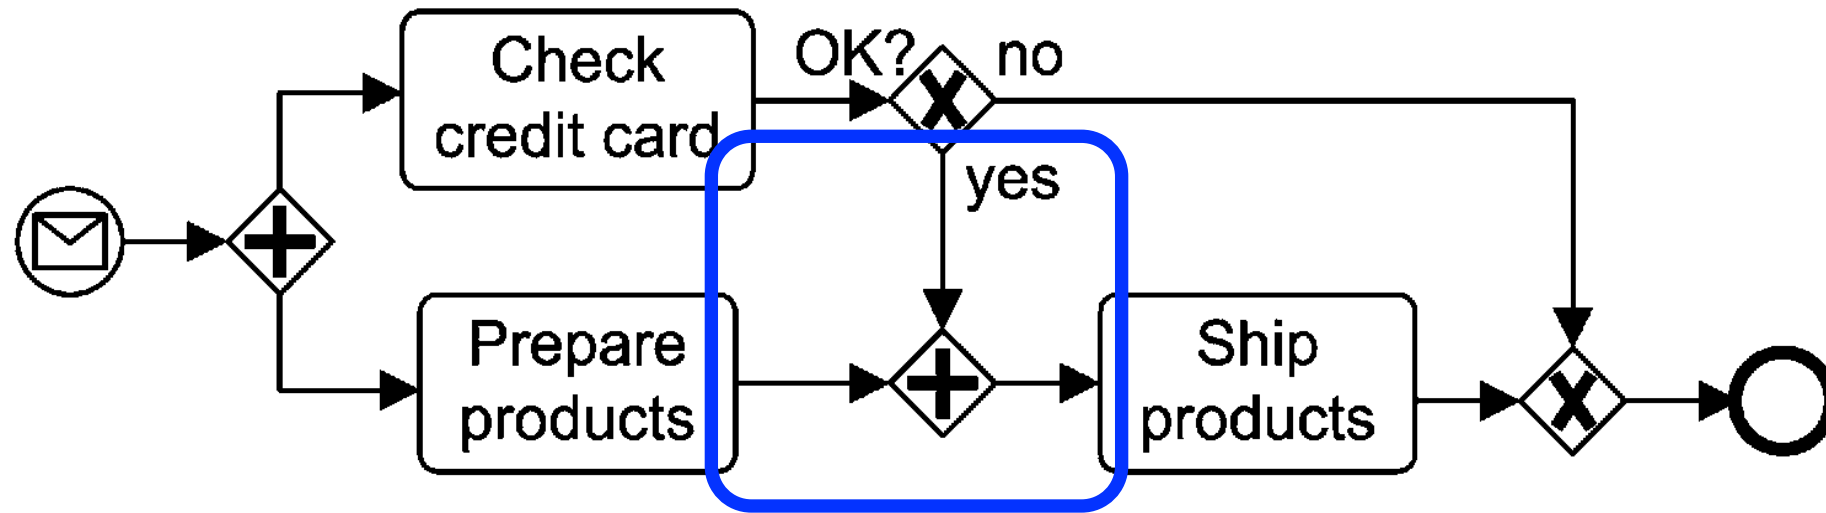 Check
credit card
OK?
no
yes
Prepare
products
Ship
products